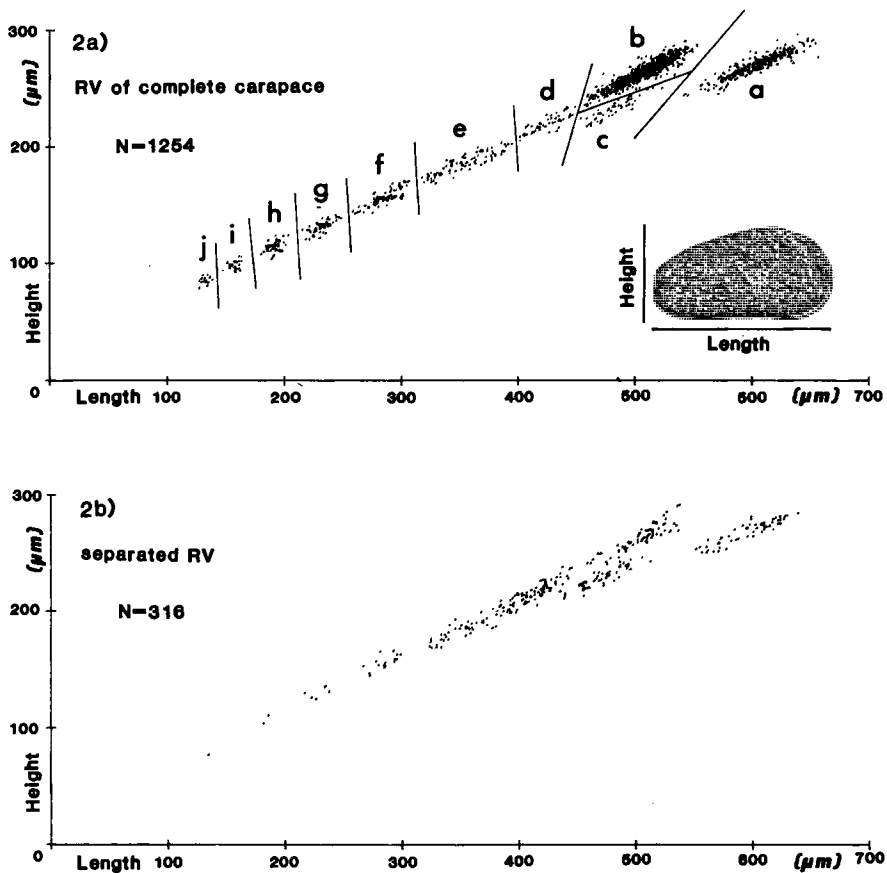 2a)
300
(μm)
RV of complete carapace
N=1254
200
100
Height
0
j
i
h
g
f
e
d
b
c
a
Height
Length
Length 100 200 300 400 500 600 (μm) 700
2b)
300
(μm)
separated RV
N=316
200
100
Height
0
Length 100 200 300 400 500 600 (μm) 700